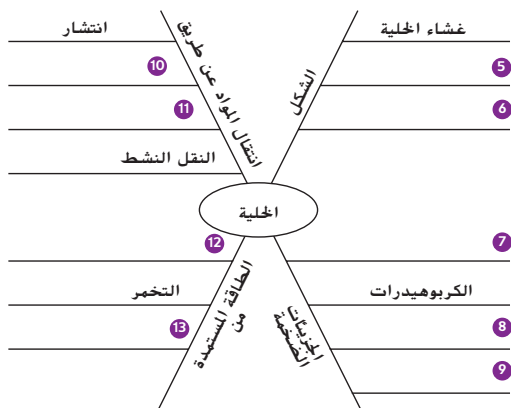 غشاء الخلية
5
6
الشكل
انتشار
10
11
النقل النشط
انتقال المواد عن طريق
الخلية
7
الكربوهيدرات
8
9
الجزيئات
الضخمة
12
التخمر
13
الطاقة المستمدة
من